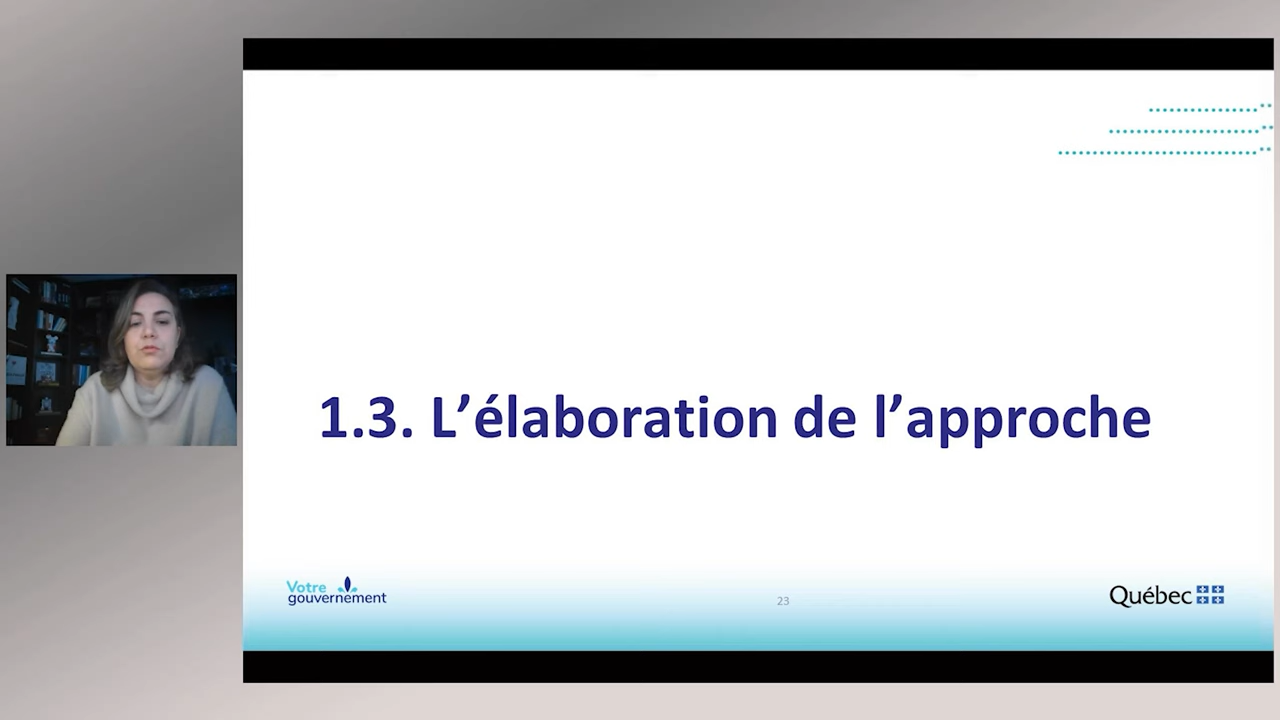 1.3. L’élaboration de l’approche
Votre
gouvernement
23
Québec